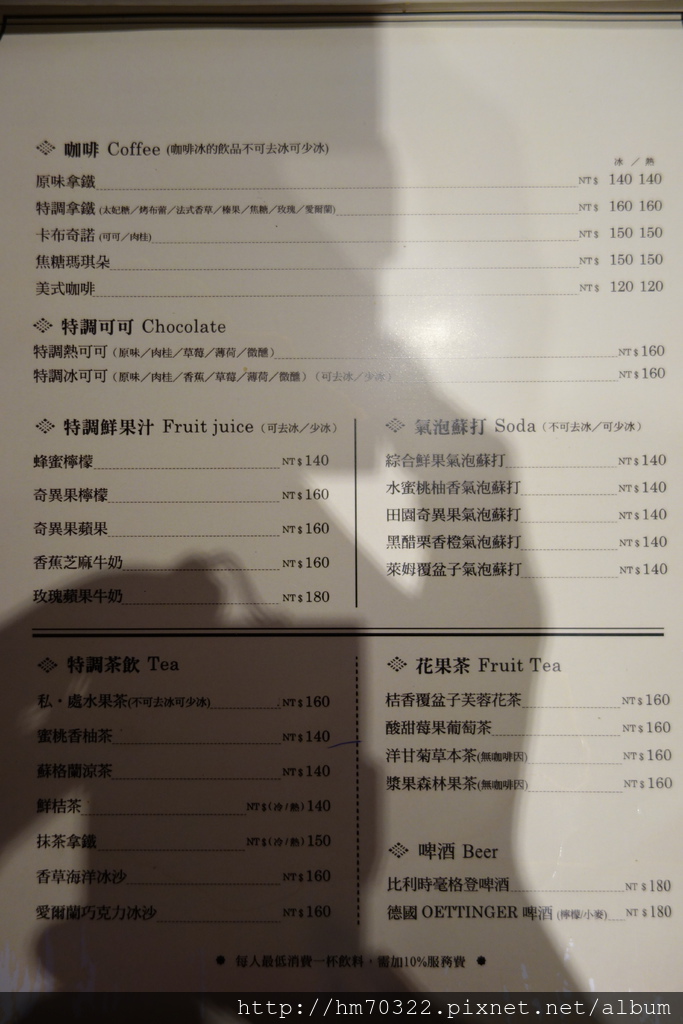 咖啡 Coffee (咖啡冰的飲品不可去冰可少冰)
冰 / 熱
原味拿鐵 NT$ 140 140
特調拿鐵 (太妃糖/烤布蕾/法式香草/榛果/焦糖/玫瑰/愛爾蘭) NT$ 160 160
卡布奇諾 (可可/肉桂) NT$ 150 150
焦糖瑪琪朵 NT$ 150 150
美式咖啡 NT$ 120 120
特調可可 Chocolate
特調熱可可 (原味/肉桂/草莓/薄荷/微醺) NT$160
特調冰可可 (原味/肉桂/香蕉/草莓/薄荷/微醺) (可去冰/少冰) NT$160
特調鮮果汁 Fruit juice (可去冰/少冰)
蜂蜜檸檬 NT$140
奇異果檸檬 NT$160
奇異果蘋果 NT$160
香蕉芝麻牛奶 NT$160
玫瑰蘋果牛奶 NT$180
氣泡蘇打 Soda (不可去冰/可少冰)
綜合鮮果氣泡蘇打 NT$140
水蜜桃柚香氣泡蘇打 NT$140
田園奇異果氣泡蘇打 NT$140
黑醋栗香橙氣泡蘇打 NT$140
萊姆覆盆子氣泡蘇打 NT$140
特調茶飲 Tea
私・處水果茶(不可去冰可少冰) NT$160
蜜桃香柚茶 NT$140
蘇格蘭涼茶 NT$140
鮮桔茶 NT$(冷/熱)140
抹茶拿鐵 NT$(冷/熱)150
香草海洋冰沙 NT$160
愛爾蘭巧克力冰沙 NT$160
花果茶 Fruit Tea
桔香覆盆子芙蓉花茶 NT$160
酸甜莓果葡萄茶 NT$160
洋甘菊草本茶(無咖啡因) NT$160
漿果森林果茶(無咖啡因) NT$160
啤酒 Beer
比利時毫格登啤酒 NT$180
德國 OETTINGER 啤酒 (檸檬/小麥) NT$180
● 每人最低消費一杯飲料，需加10%服務費 ●
http://hm70322.pixnet.net/album